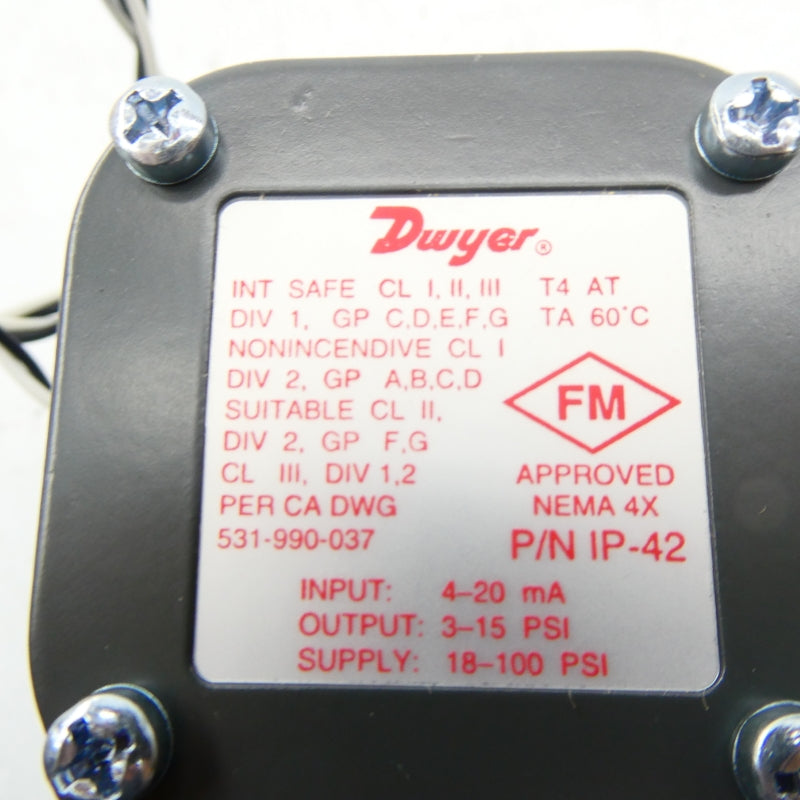 Dwyer®
INT SAFE CL I, II, III T4 AT
DIV 1, GP C,D,E,F,G TA 60°C
NONINCENDIVE CL I
DIV 2, GP A,B,C,D
SUITABLE CL II,
DIV 2, GP F,G
CL III, DIV 1,2
PER CA DWG
531-990-037
FM
APPROVED
NEMA 4X
P/N IP-42
INPUT: 4-20 mA
OUTPUT: 3-15 PSI
SUPPLY: 18-100 PSI